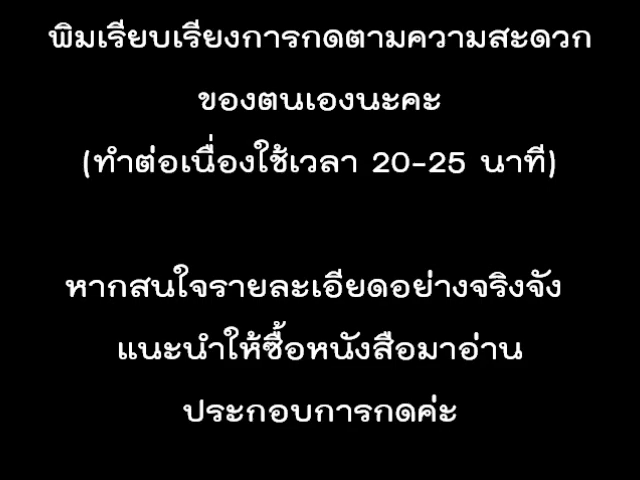 พิมเรียบเรียงการกดตามความสะดวก
ของตนเองนะคะ
(ทำต่อเนื่องใช้เวลา 20-25 นาที)
หากสนใจรายละเอียดอย่างจริงจัง
แนะนำให้ซื้อหนังสือมาอ่าน
ประกอบการกดค่ะ